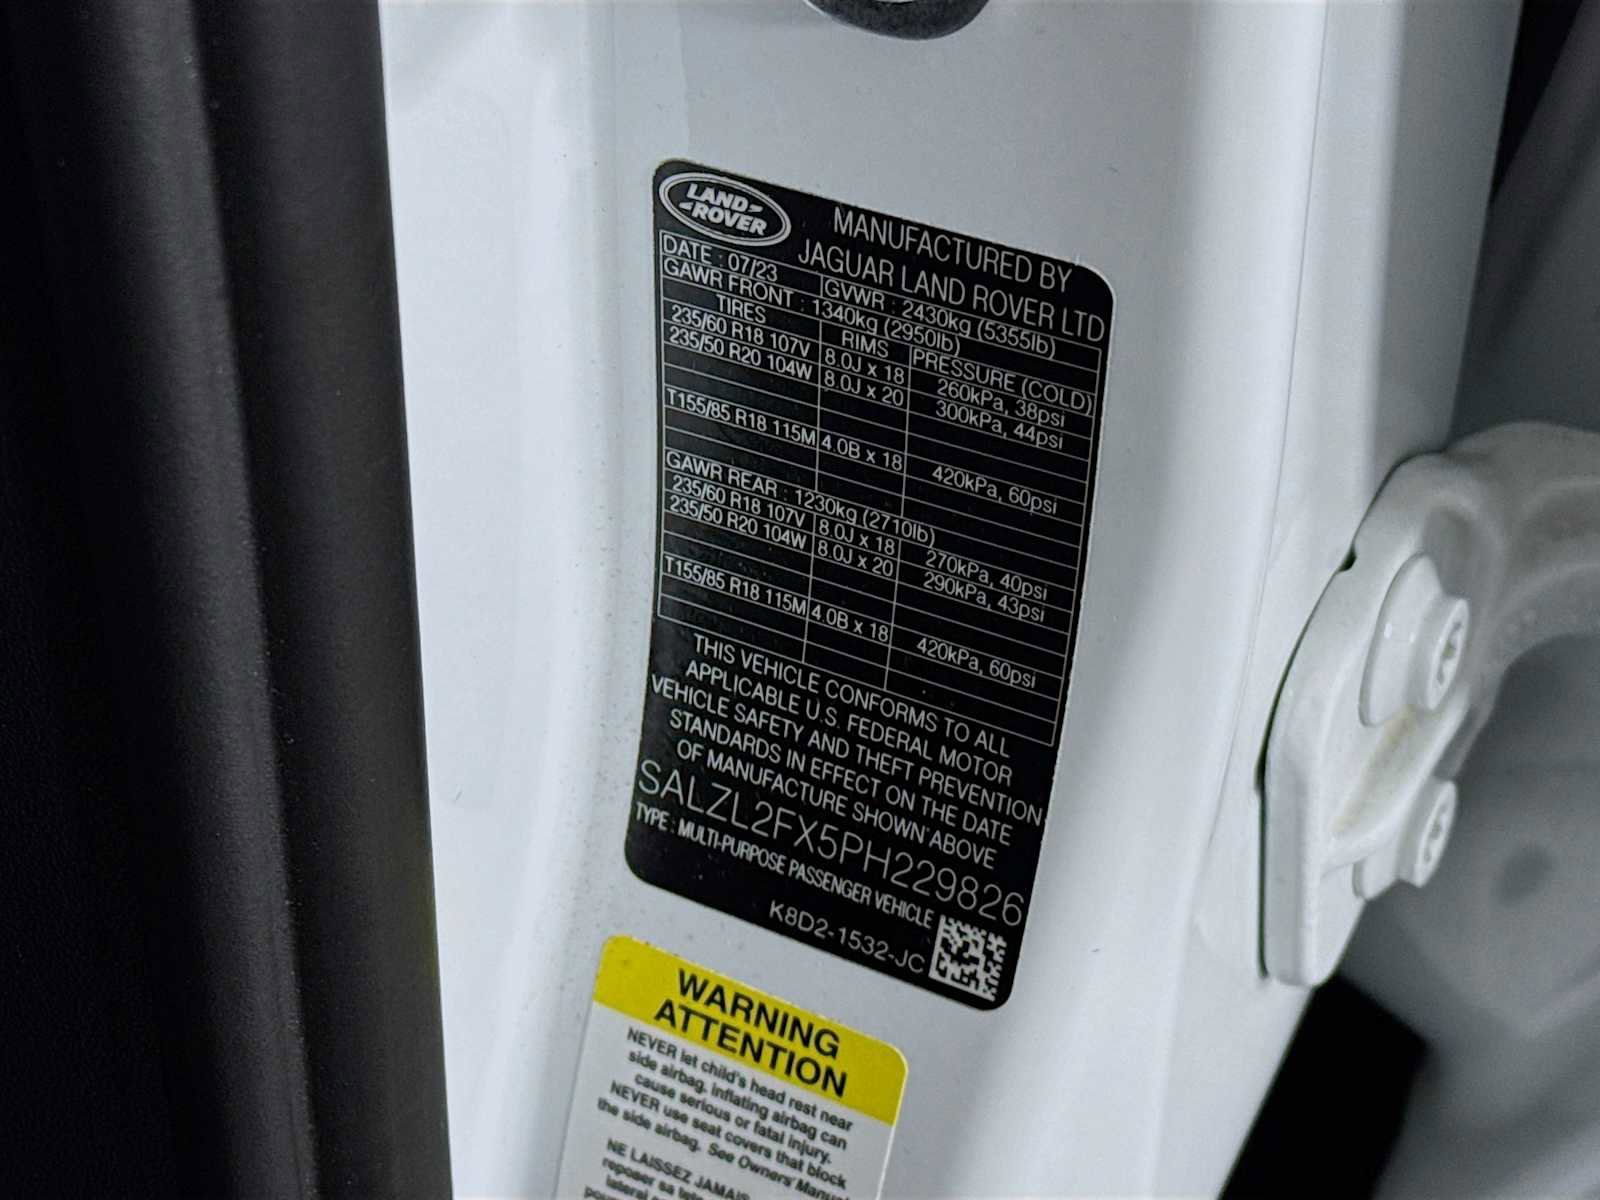 LAND
ROVER
MANUFACTURED BY
JAGUAR LAND ROVER LTD
DATE : 07/23 GVWR : 2430kg (5355lb)
GAWR FRONT : 1340kg (2950lb)
TIRES RIMS PRESSURE (COLD)
235/60 R18 107V 8.0J x 18 260kPa, 38psi
235/50 R20 104W 8.0J x 20 300kPa, 44psi
T155/85 R18 115M 4.0B x 18 420kPa, 60psi
GAWR REAR : 1230kg (2710lb)
235/60 R18 107V 8.0J x 18 270kPa, 40psi
235/50 R20 104W 8.0J x 20 290kPa, 43psi
T155/85 R18 115M 4.0B x 18 420kPa, 60psi
THIS VEHICLE CONFORMS TO ALL
APPLICABLE U.S. FEDERAL MOTOR
VEHICLE SAFETY AND THEFT PREVENTION
STANDARDS IN EFFECT ON THE DATE
OF MANUFACTURE SHOWN ABOVE
SALZL2FX5PH229826
TYPE : MULTI-PURPOSE PASSENGER VEHICLE
K8D2-1532-JC
WARNING
ATTENTION
NEVER let child's head rest near
side airbag. Inflating airbag can
cause serious or fatal injury.
NEVER use seat covers that block
the side airbag. See Owners' Manual
NE LAISSEZ JAMAIS
reposer sa tete
lateral